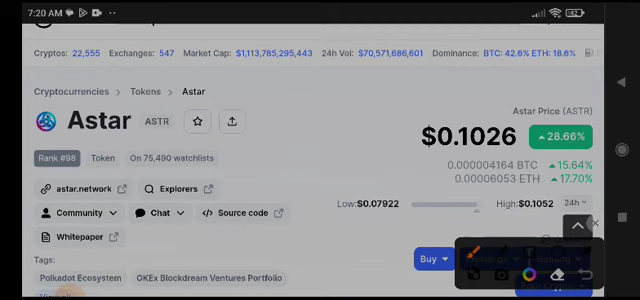 7:20 AM
42
Cryptos: 22,555 Exchanges: 547 Market Cap: $1,113,785,295,443 24h Vol: $70,571,686,601 Dominance: BTC: 42.6% ETH: 18.6%
Cryptocurrencies > Tokens > Astar
Astar Price (ASTR)
Astar ASTR
$0.1026 28.66%
0.000004164 BTC 15.64%
0.00006053 ETH 17.70%
Rank #98 Token On 75,490 watchlists
astar.network Explorers
Low: $0.07922 High: $0.1052 24h
Community Chat Source code
Whitepaper
Buy
Tags:
Polkadot Ecosystem OKEx Blockdream Ventures Portfolio